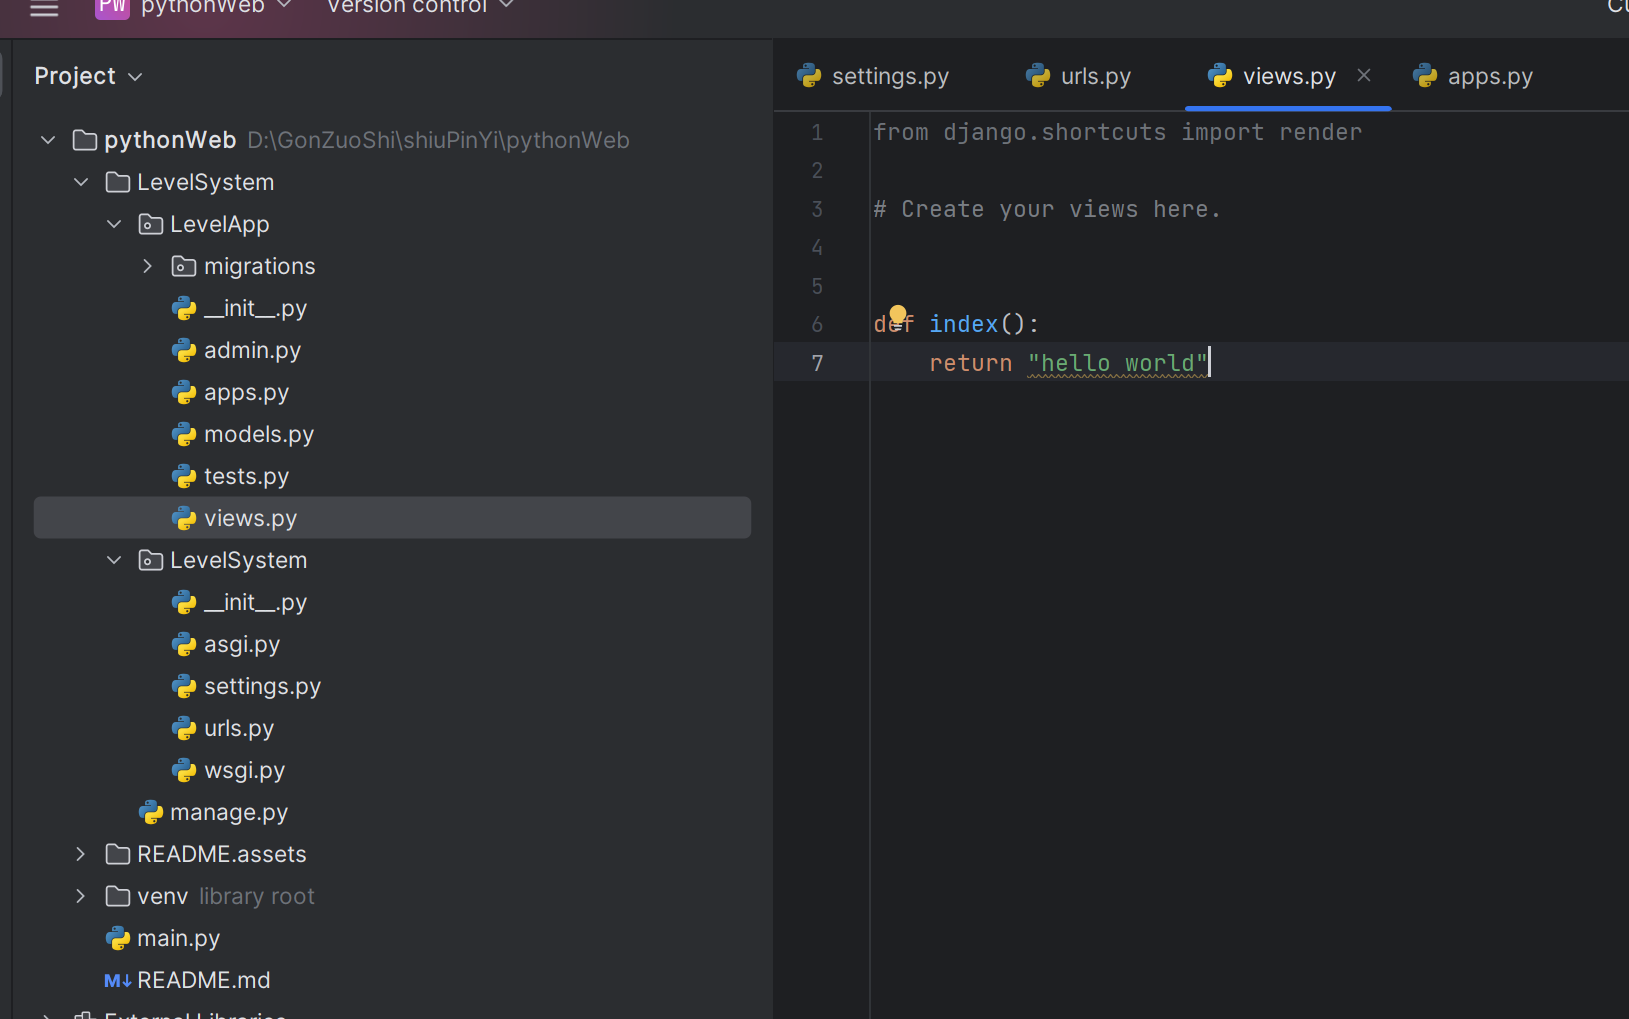 PW pythonWeb Version control
Project
pythonWeb D:\GonZuoShi\shiuPinYi\pythonWeb
LevelSystem
LevelApp
migrations
__init__.py
admin.py
apps.py
models.py
tests.py
views.py
LevelSystem
__init__.py
asgi.py
settings.py
urls.py
wsgi.py
manage.py
README.assets
venv library root
main.py
M↓ README.md
External Libraries
settings.py urls.py views.py apps.py
1 from django.shortcuts import render
2
3 # Create your views here.
4
5
6 def index():
7 return "hello world"